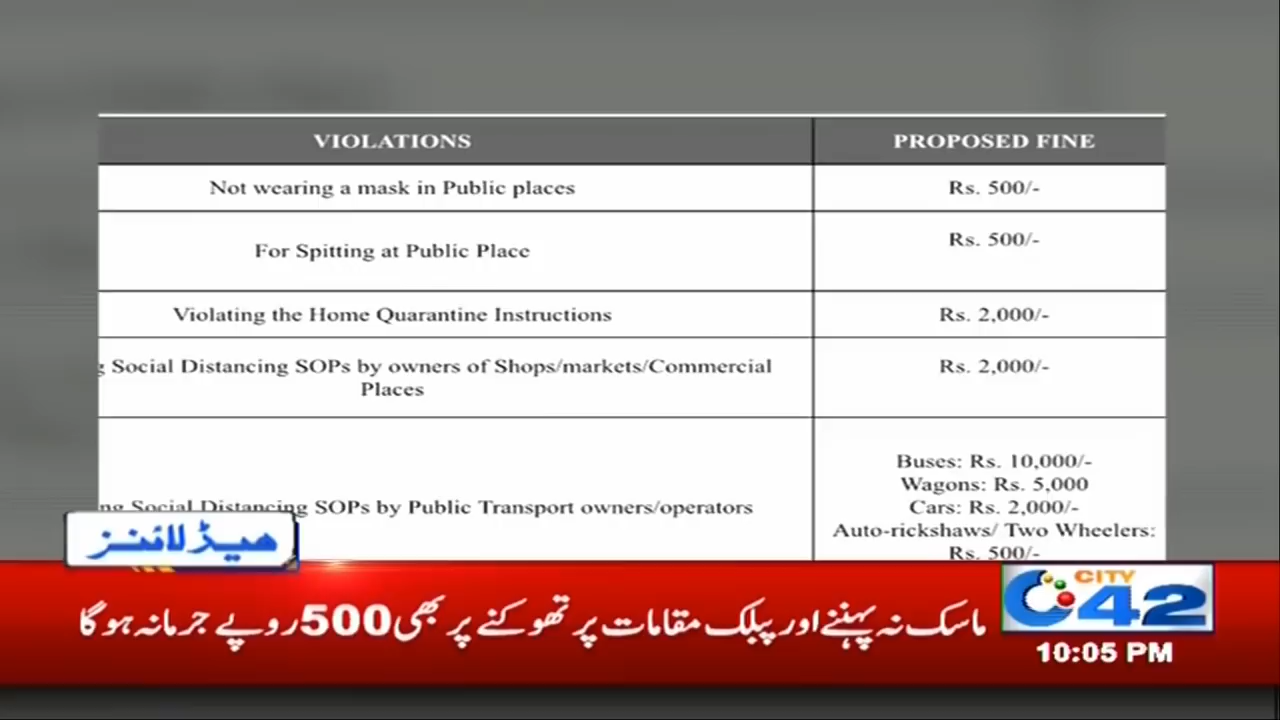 VIOLATIONS
PROPOSED FINE
Not wearing a mask in Public places
Rs. 500/-
For Spitting at Public Place
Rs. 500/-
Violating the Home Quarantine Instructions
Rs. 2,000/-
Social Distancing SOPs by owners of Shops/markets/Commercial
Places
Rs. 2,000/-
Social Distancing SOPs by Public Transport owners/operators
Buses: Rs. 10,000/-
Wagons: Rs. 5,000
Cars: Rs. 2,000/-
Auto-rickshaws/ Two Wheelers:
Rs. 500/-
ہیڈلائنز
ماسک نہ پہننے اور پبلک مقامات پر تھوکنے پر بھی 500 روپے جرمانہ ہوگا
CITY
42
10:05 PM